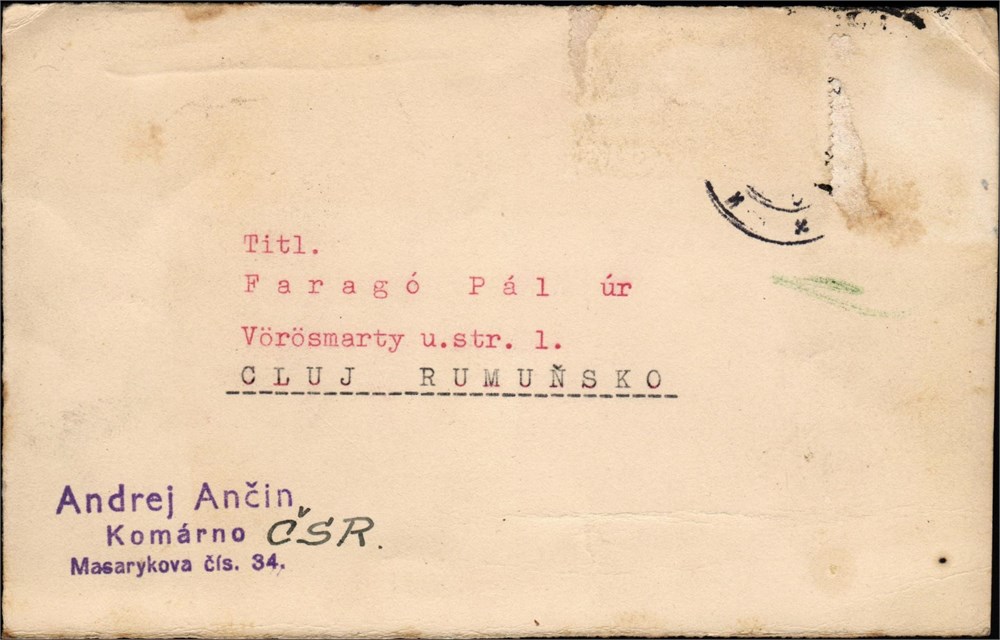 Titl.
Faragó Pál úr
Vörösmarty u.str. 1.
CLUJ RUMUŇSKO
Andrej Ančin,
Komárno ČSR.
Masarykova čís. 34.